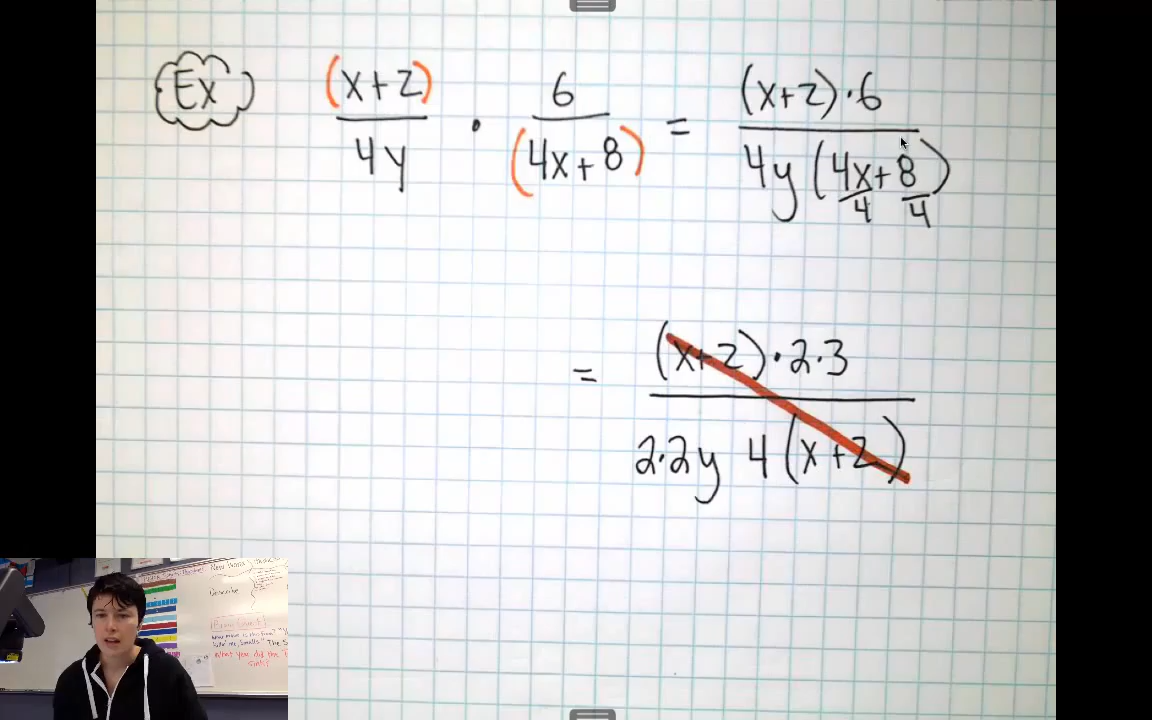 Ex (x+2)/4y · 6/(4x+8) = (x+2)·6/4y(4x/4+8/4)
= (x+2)·2·3/2·2y 4(x+2)
Describe